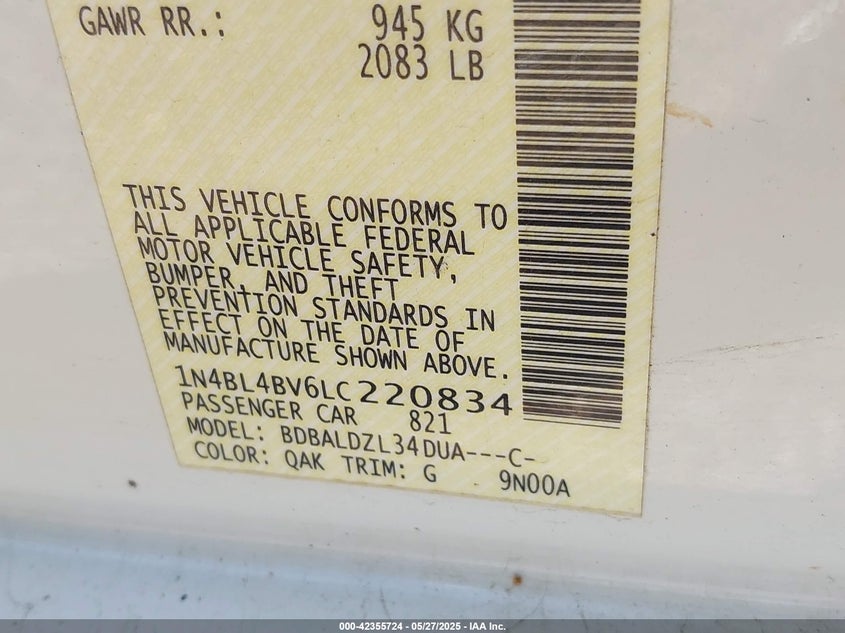 GAWR RR.: 945 KG
2083 LB
THIS VEHICLE CONFORMS TO
ALL APPLICABLE FEDERAL
MOTOR VEHICLE SAFETY,
BUMPER, AND THEFT
PREVENTION STANDARDS IN
EFFECT ON THE DATE OF
MANUFACTURE SHOWN ABOVE.
1N4BL4BV6LC220834
PASSENGER CAR 821
MODEL: BDBALDZL34DUA---C-
COLOR: QAK TRIM: G 9N00A
000-42355724 - 05/27/2025 - IAA Inc.